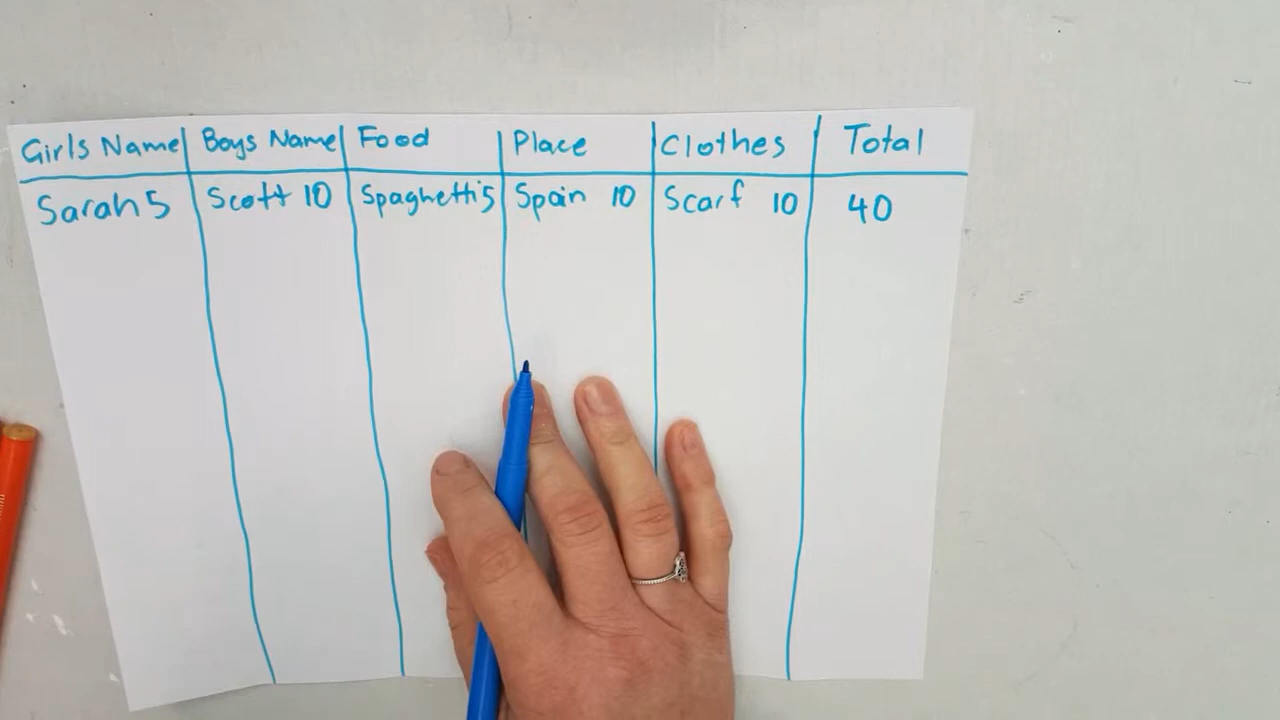 Girls Name Boys Name Food Place Clothes Total
Sarah 5 Scott 10 Spaghetti 5 Spain 10 Scarf 10 40